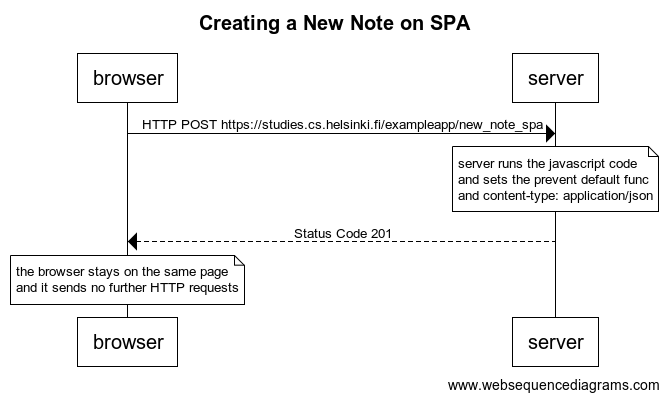 Creating a New Note on SPA
browser
server
HTTP POST https://studies.cs.helsinki.fi/exampleapp/new_note_spa
server runs the javascript code
and sets the prevent default func
and content-type: application/json
Status Code 201
the browser stays on the same page
and it sends no further HTTP requests
browser
server
www.websequencediagrams.com